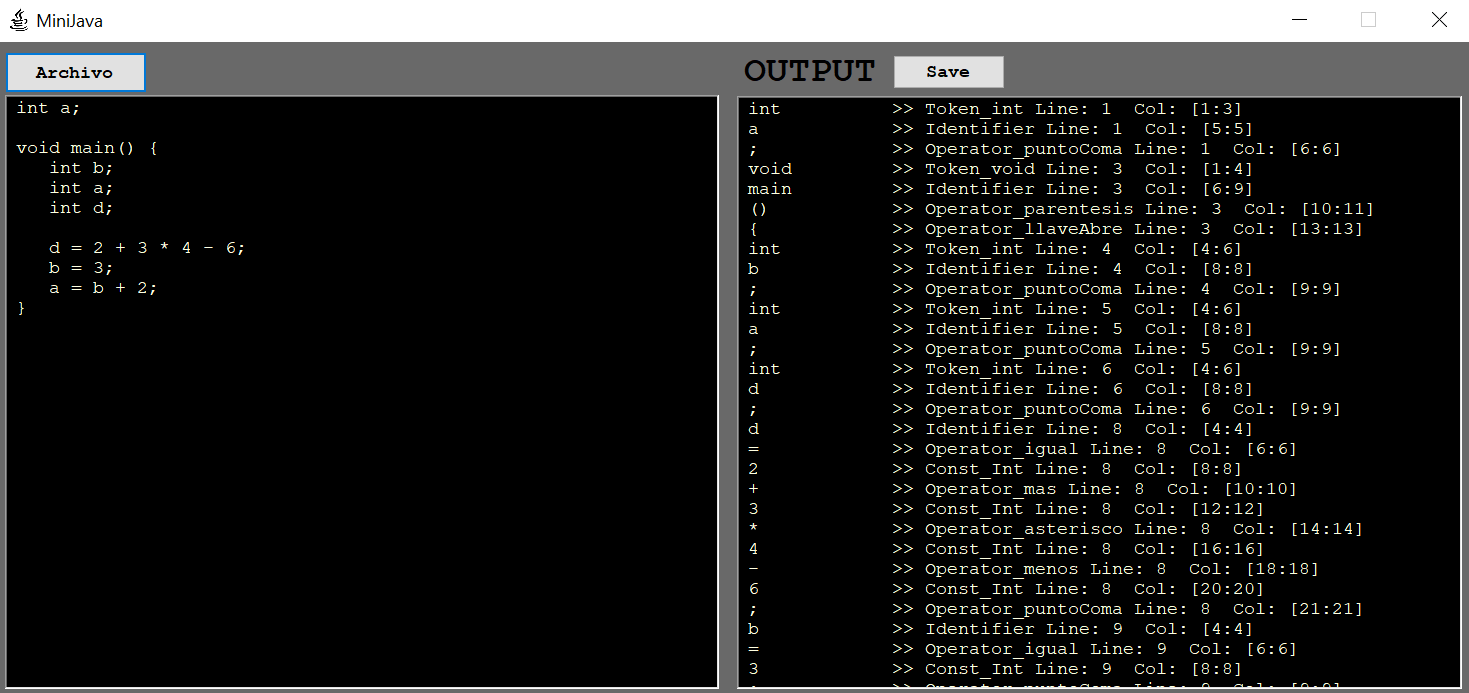 MiniJava
Archivo
int a;
void main() {
int b;
int a;
int d;
d = 2 + 3 * 4 - 6;
b = 3;
a = b + 2;
}
OUTPUT
Save
int >> Token_int Line: 1 Col: [1:3]
a >> Identifier Line: 1 Col: [5:5]
; >> Operator_puntoComa Line: 1 Col: [6:6]
void >> Token_void Line: 3 Col: [1:4]
main >> Identifier Line: 3 Col: [6:9]
() >> Operator_parentesis Line: 3 Col: [10:11]
{ >> Operator_llaveAbre Line: 3 Col: [13:13]
int >> Token_int Line: 4 Col: [4:6]
b >> Identifier Line: 4 Col: [8:8]
; >> Operator_puntoComa Line: 4 Col: [9:9]
int >> Token_int Line: 5 Col: [4:6]
a >> Identifier Line: 5 Col: [8:8]
; >> Operator_puntoComa Line: 5 Col: [9:9]
int >> Token_int Line: 6 Col: [4:6]
d >> Identifier Line: 6 Col: [8:8]
; >> Operator_puntoComa Line: 6 Col: [9:9]
d >> Identifier Line: 8 Col: [4:4]
= >> Operator_igual Line: 8 Col: [6:6]
2 >> Const_Int Line: 8 Col: [8:8]
+ >> Operator_mas Line: 8 Col: [10:10]
3 >> Const_Int Line: 8 Col: [12:12]
* >> Operator_asterisco Line: 8 Col: [14:14]
4 >> Const_Int Line: 8 Col: [16:16]
- >> Operator_menos Line: 8 Col: [18:18]
6 >> Const_Int Line: 8 Col: [20:20]
; >> Operator_puntoComa Line: 8 Col: [21:21]
b >> Identifier Line: 9 Col: [4:4]
= >> Operator_igual Line: 9 Col: [6:6]
3 >> Const_Int Line: 9 Col: [8:8]